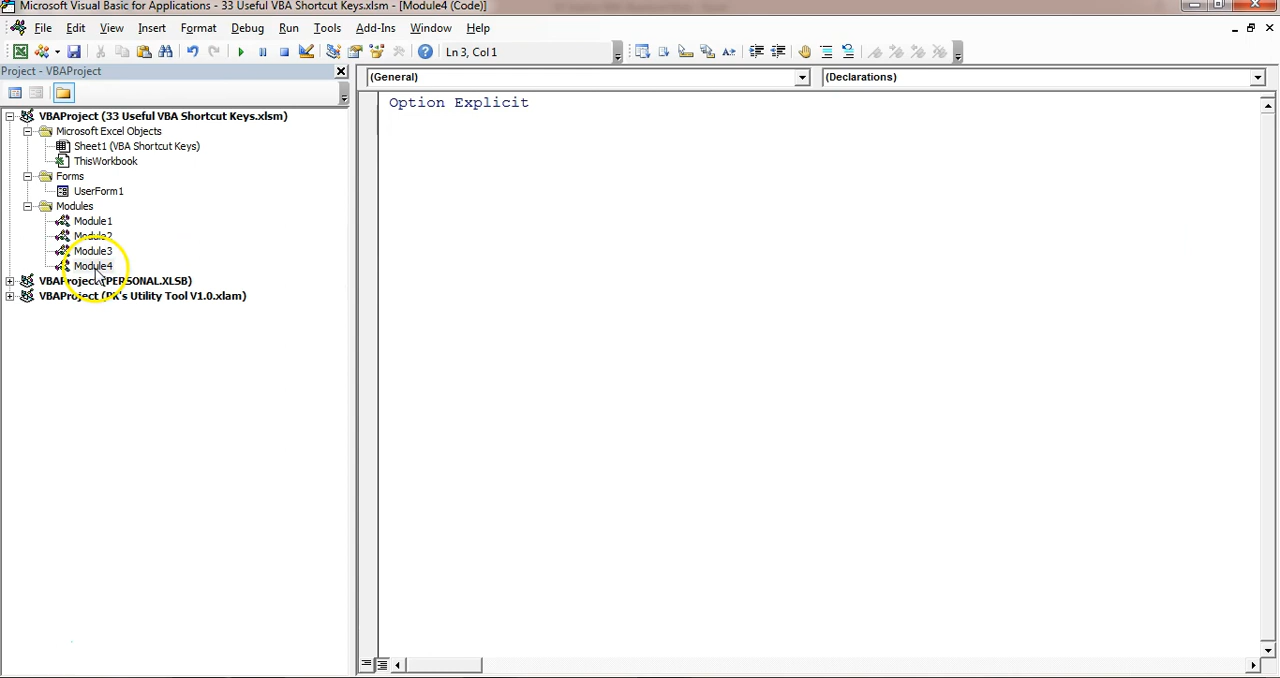 Microsoft Visual Basic for Applications - 33 Useful VBA Shortcut Keys.xlsm - [Module4 (Code)]
File Edit View Insert Format Debug Run Tools Add-Ins Window Help
Ln 3, Col 1
Project - VBAProject
(General) (Declarations)
Option Explicit
VBAProject (33 Useful VBA Shortcut Keys.xlsm)
Microsoft Excel Objects
Sheet1 (VBA Shortcut Keys)
ThisWorkbook
Forms
UserForm1
Modules
Module1
Module2
Module3
Module4
VBAProject (PERSONAL.XLSB)
VBAProject (PK's Utility Tool V1.0.xlam)